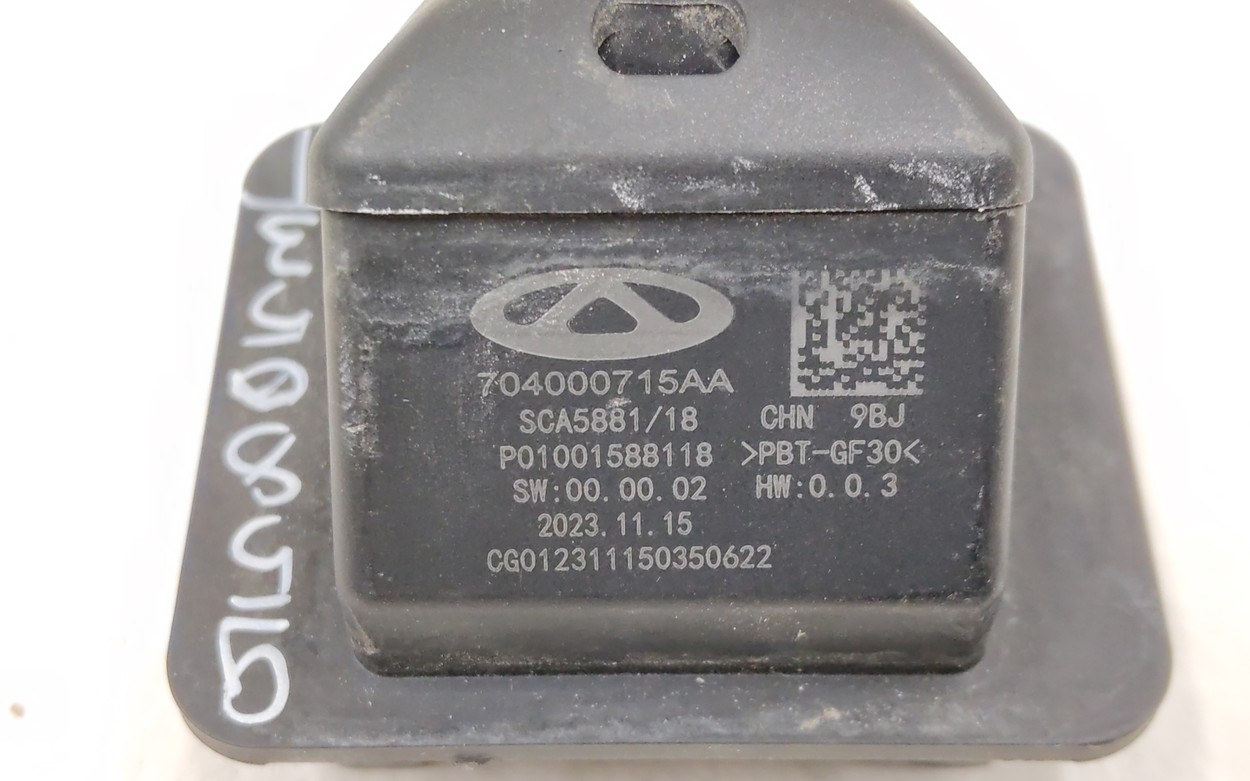 704000715AA
SCA5881/18 CHN 9BJ
P01001588118 >PBT-GF30<
SW:00.00.02 HW:0.0.3
2023.11.15
CG012311150350622